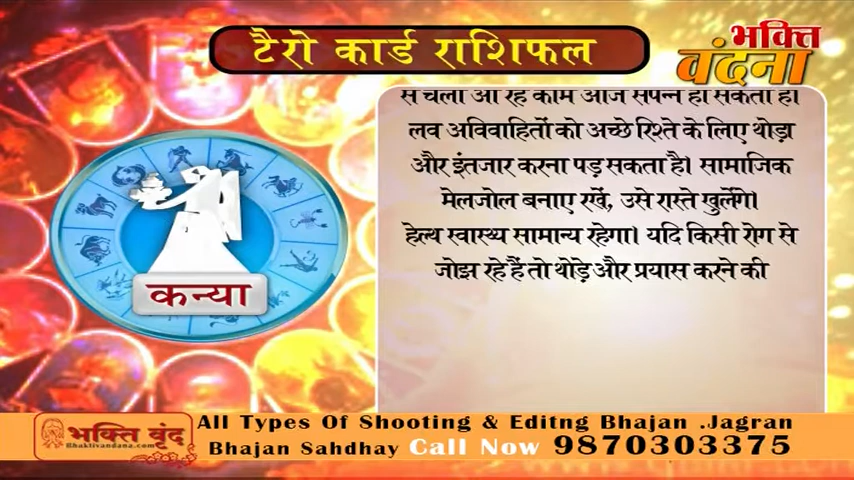 टैरो कार्ड राशिफल
भक्ति
वंदना
से चला आ रहे काम आज संपन्न हो सकता है।
लव अविवाहितों को अच्छे रिश्ते के लिए थोड़ा
और इंतजार करना पड़ सकता है। सामाजिक
मेलजोल बनाए रखें, उसे रास्ते खुलेंगे।
हेल्थ स्वास्थ्य सामान्य रहेगा। यदि किसी रोग से
जोझ रहे हैं तो थोड़े और प्रयास करने की
कन्या
भक्ति वृंद
Bhaktivandana.com
All Types Of Shooting & Editng Bhajan .Jagran
Bhajan Sahdhay Call Now 9870303375